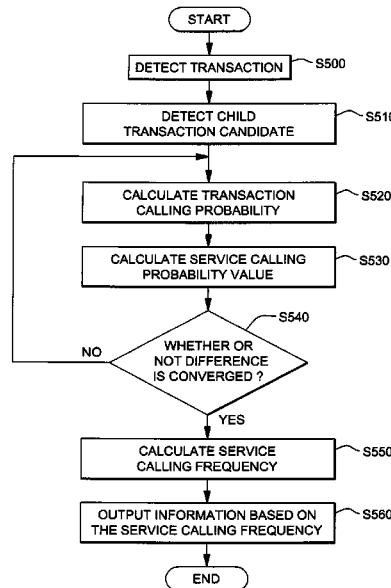 START
DETECT TRANSACTION
S500
DETECT CHILD
TRANSACTION CANDIDATE
S510
CALCULATE TRANSACTION
CALLING PROBABILITY
S520
CALCULATE SERVICE CALLING
PROBABILITY VALUE
S530
S540
WHETHER OR
NOT DIFFERENCE
IS CONVERGED ?
NO
YES
CALCULATE SERVICE
CALLING FREQUENCY
S550
OUTPUT INFORMATION BASED ON
THE SERVICE CALLING FREQUENCY
S560
END